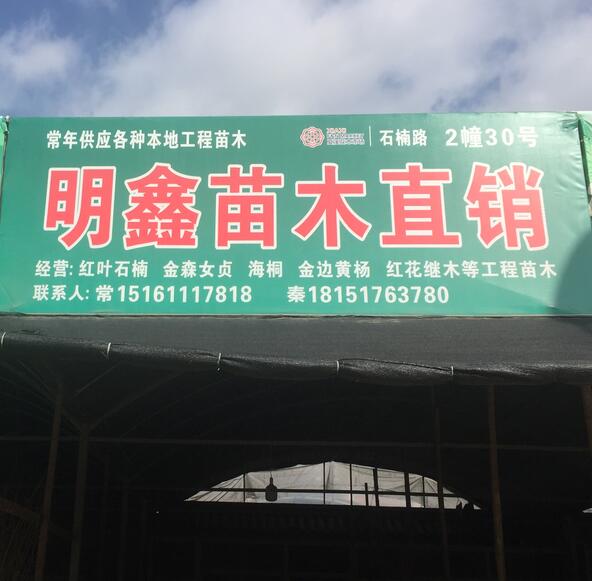 常年供应各种本地工程苗木
石楠路 2幢30号
明鑫苗木直销
经营: 红叶石楠 金森女贞 海桐 金边黄杨 红花继木等工程苗木
联系人: 常15161117818 秦18151763780